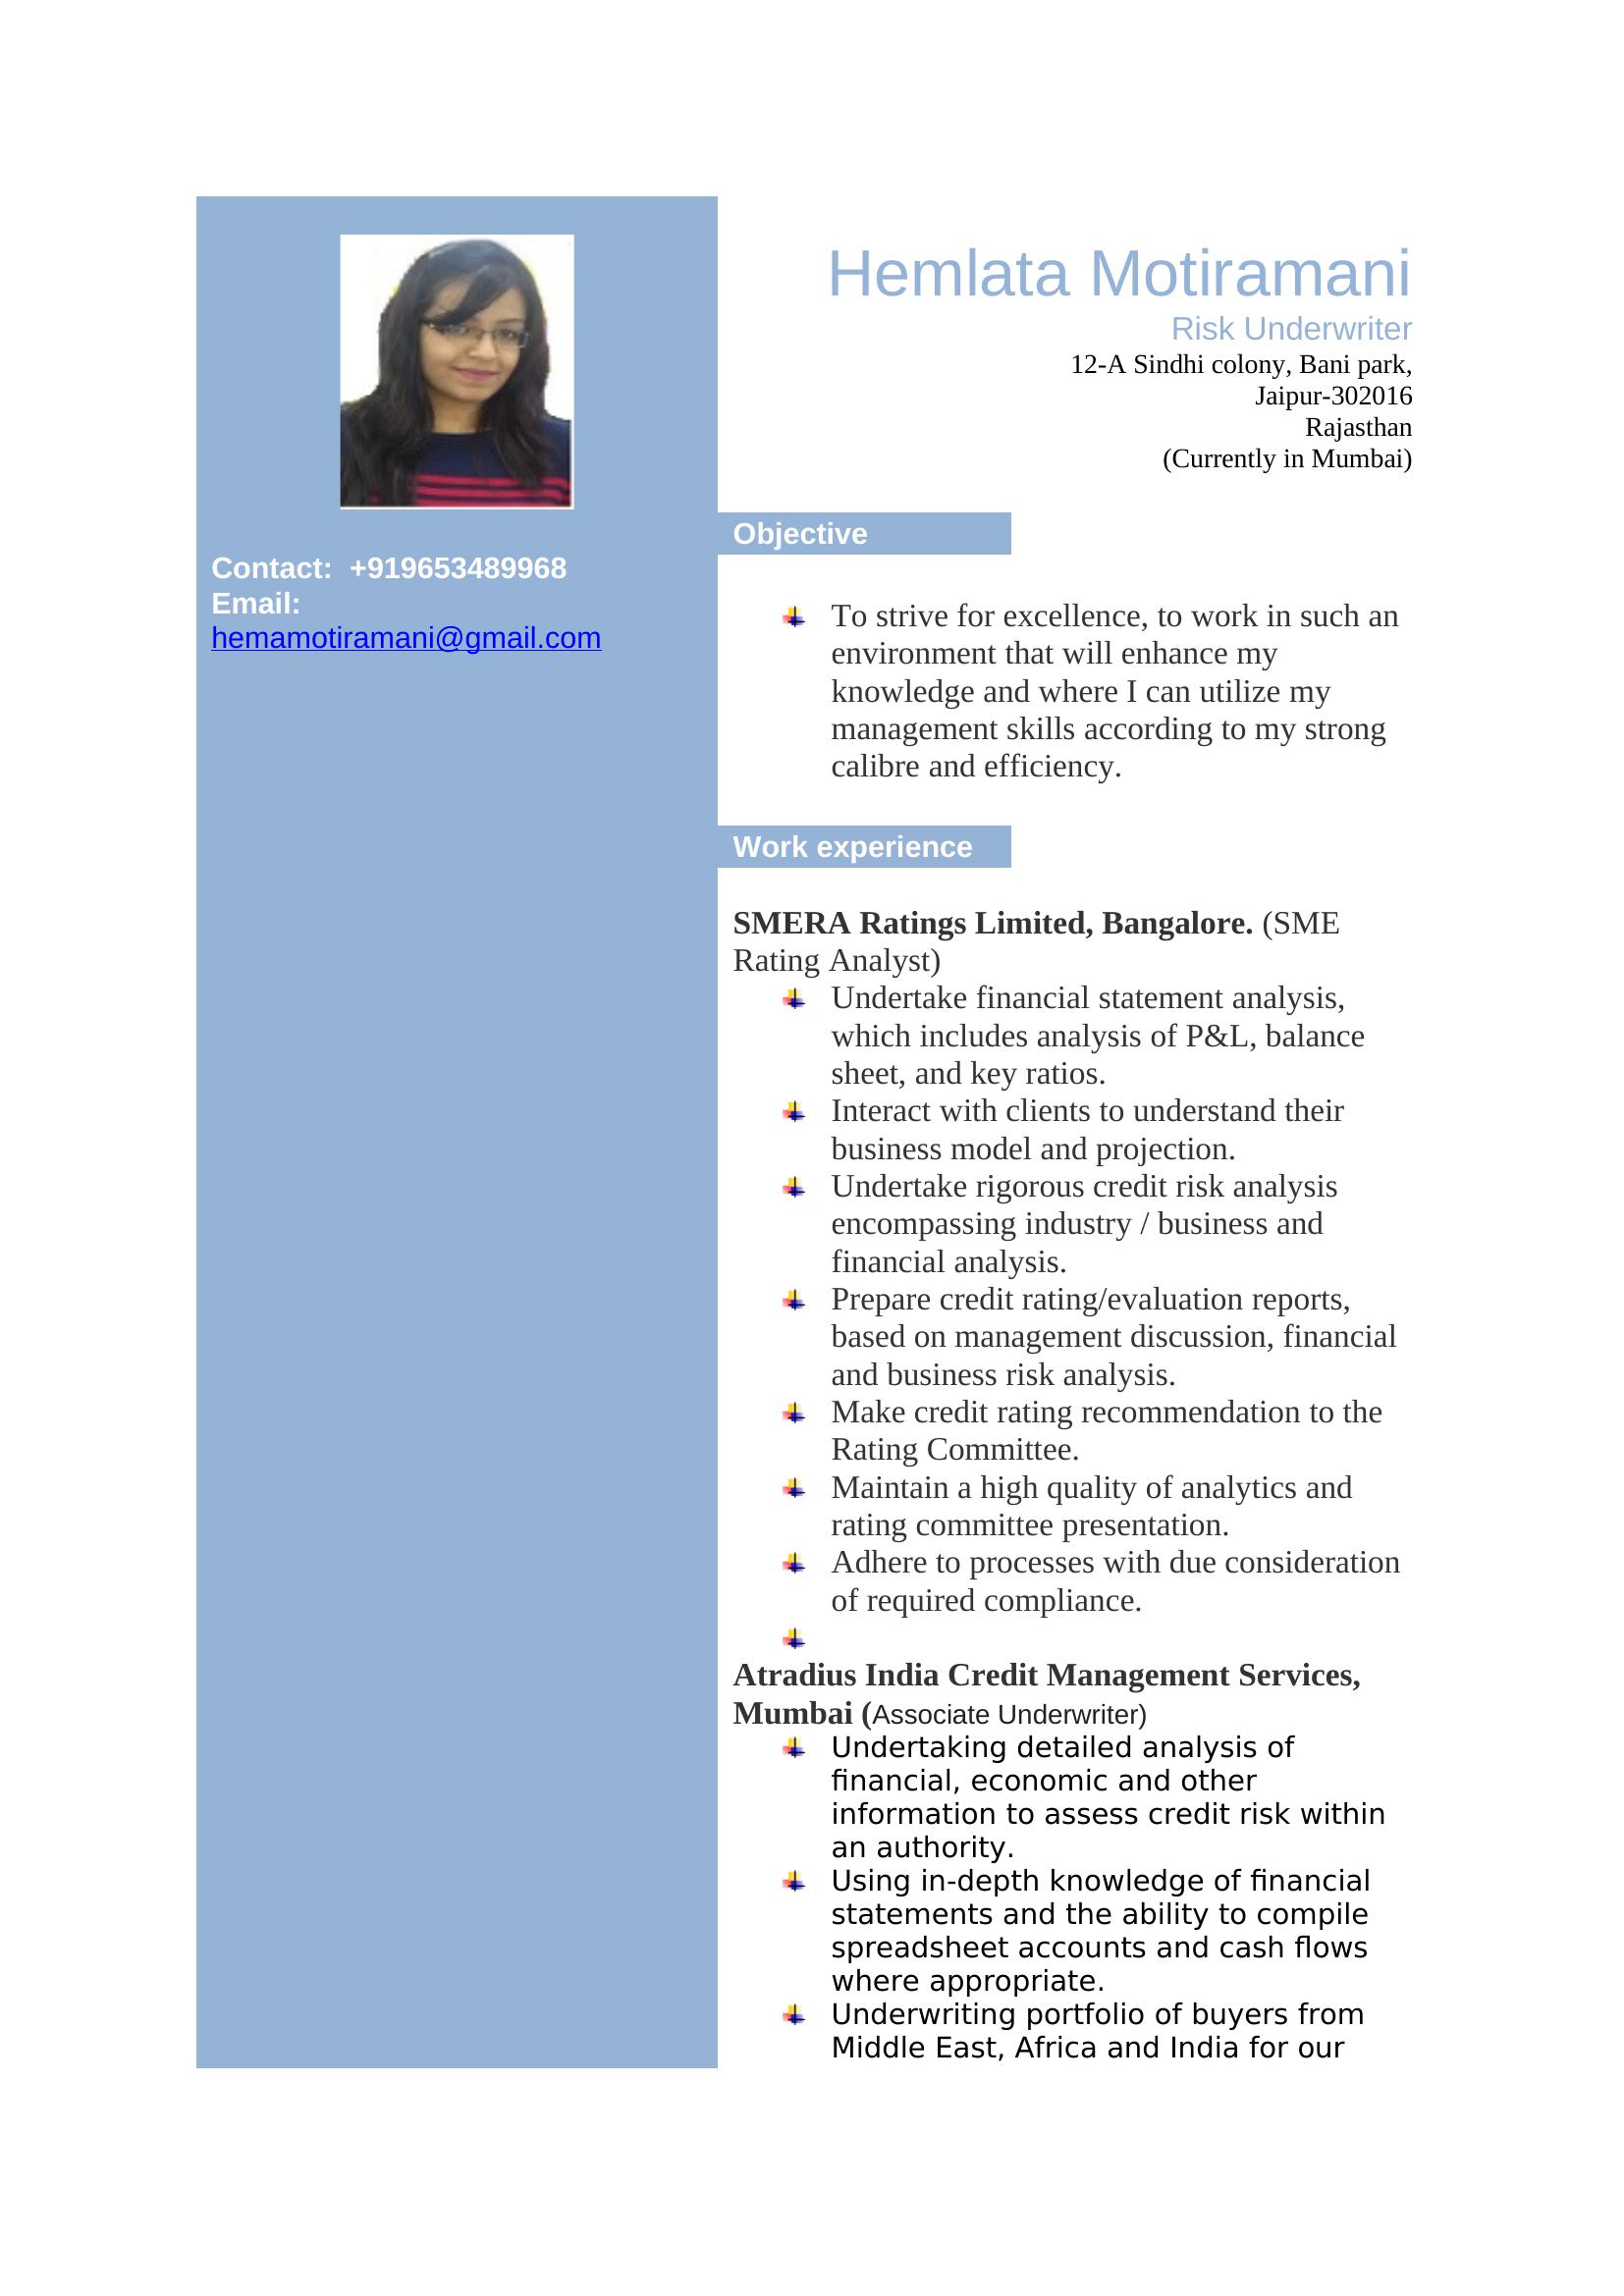 Hemlata Motiramani
Risk Underwriter
12-A Sindhi colony, Bani park,
Jaipur-302016
Rajasthan
(Currently in Mumbai)
Contact:  +919653489968
Email:
hemamotiramani@gmail.com
Objective
To strive for excellence, to work in such an
environment that will enhance my
knowledge and where I can utilize my
management skills according to my strong
calibre and efficiency.
Work experience
SMERA Ratings Limited, Bangalore. (SME
Rating Analyst)
Undertake financial statement analysis,
which includes analysis of P&L, balance
sheet, and key ratios.
Interact with clients to understand their
business model and projection.
Undertake rigorous credit risk analysis
encompassing industry / business and
financial analysis.
Prepare credit rating/evaluation reports,
based on management discussion, financial
and business risk analysis.
Make credit rating recommendation to the
Rating Committee.
Maintain a high quality of analytics and
rating committee presentation.
Adhere to processes with due consideration
of required compliance.
Atradius India Credit Management Services,
Mumbai (Associate Underwriter)
Undertaking detailed analysis of
financial, economic and other
information to assess credit risk within
an authority.
Using in-depth knowledge of financial
statements and the ability to compile
spreadsheet accounts and cash flows
where appropriate.
Underwriting portfolio of buyers from
Middle East, Africa and India for our